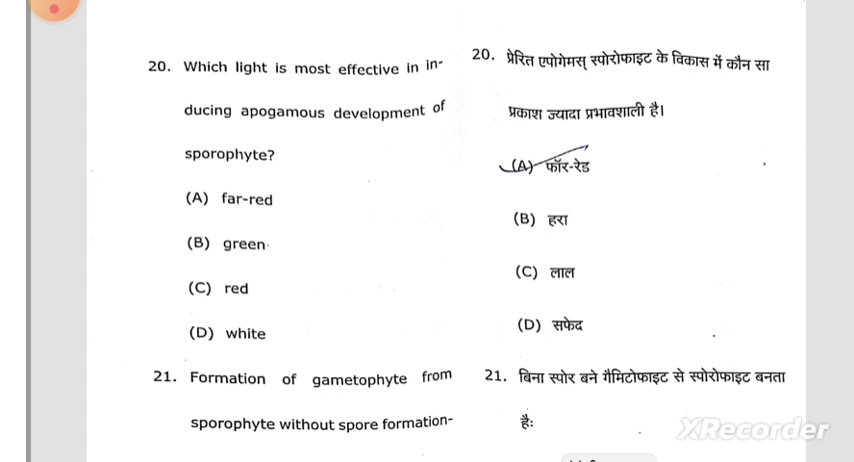 20. Which light is most effective in in-
ducing apogamous development of
sporophyte?
(A) far-red
(B) green
(C) red
(D) white
21. Formation of gametophyte from
sporophyte without spore formation-
20. प्रेरित एपोगेमस् स्पोरोफाइट के विकास में कौन सा
प्रकाश ज्यादा प्रभावशाली है।
(A) फॉर-रेड
(B) हरा
(C) लाल
(D) सफेद
21. बिना स्पोर बने गैमिटोफाइट से स्पोरोफाइट बनता
है:
XRecorder